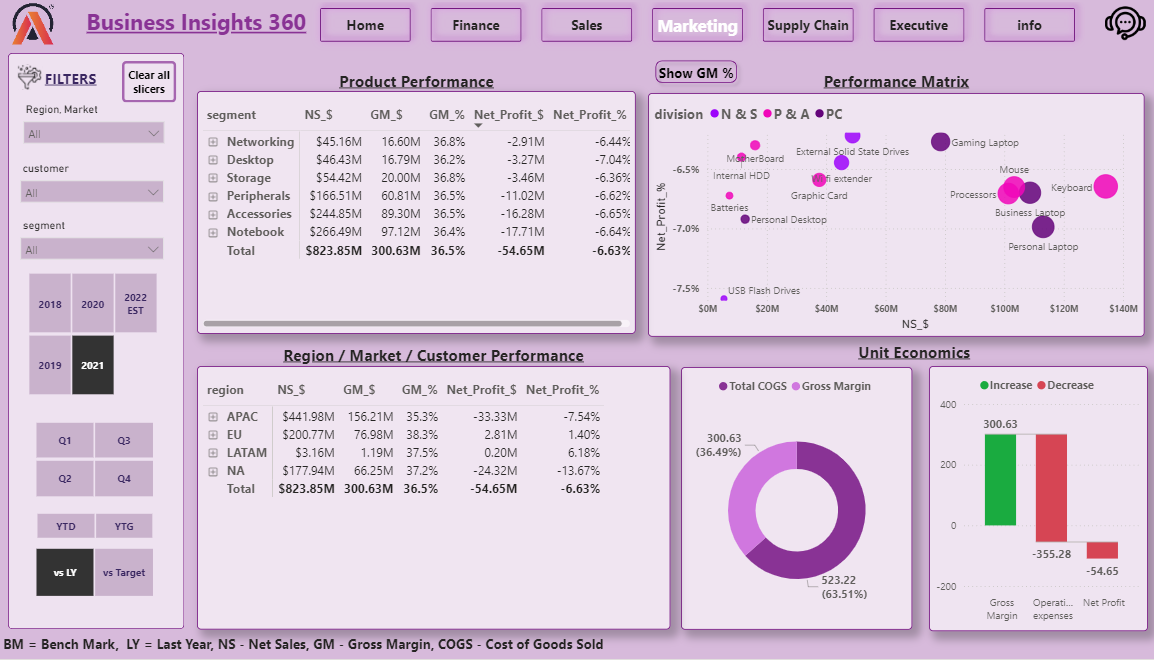 Business Insights 360
Home
Finance
Sales
Marketing
Supply Chain
Executive
info
FILTERS
Clear all
slicers
Region, Market
All
customer
All
segment
All
2018
2020
2022
EST
2019
2021
Q1
Q3
Q2
Q4
YTD
YTG
vs LY
vs Target
Product Performance
segment NS_$ GM_$ GM_% Net_Profit_$ Net_Profit_%
Networking $45.16M 16.60M 36.8% -2.91M -6.44%
Desktop $46.43M 16.79M 36.2% -3.27M -7.04%
Storage $54.42M 20.00M 36.8% -3.46M -6.36%
Peripherals $166.51M 60.81M 36.5% -11.02M -6.62%
Accessories $244.85M 89.30M 36.5% -16.28M -6.65%
Notebook $266.49M 97.12M 36.4% -17.71M -6.64%
Total $823.85M 300.63M 36.5% -54.65M -6.63%
Show GM %
Performance Matrix
division N & S P & A PC
External Solid State Drives
Gaming Laptop
MotherBoard
Internal HDD
Wi fi extender
Mouse
Graphic Card
Processors
Keyboard
Batteries
Business Laptop
Personal Desktop
Personal Laptop
USB Flash Drives
Net_Profit_%
-6.5%
-7.0%
-7.5%
$0M $20M $40M $60M $80M $100M $120M $140M
NS_$
Region / Market / Customer Performance
region NS_$ GM_$ GM_% Net_Profit_$ Net_Profit_%
APAC $441.98M 156.21M 35.3% -33.33M -7.54%
EU $200.77M 76.98M 38.3% 2.81M 1.40%
LATAM $3.16M 1.19M 37.5% 0.20M 6.18%
NA $177.94M 66.25M 37.2% -24.32M -13.67%
Total $823.85M 300.63M 36.5% -54.65M -6.63%
Unit Economics
Total COGS Gross Margin
300.63
(36.49%)
523.22
(63.51%)
Increase Decrease
400
200
0
-200
300.63
-355.28
-54.65
Gross
Margin
Operati...
expenses
Net Profit
BM = Bench Mark, LY = Last Year, NS - Net Sales, GM - Gross Margin, COGS - Cost of Goods Sold